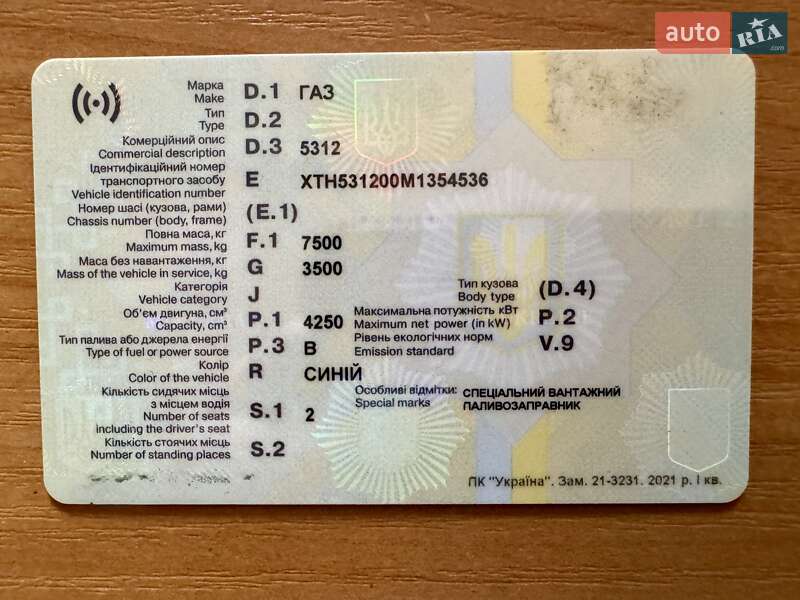 auto RIA .com
Марка
Make D.1 ГАЗ
Тип
Type D.2
Комерційний опис
Commercial description D.3 5312
Ідентифікаційний номер
транспортного засобу
Vehicle identification number E XTH531200M1354536
Номер шасі (кузова, рами)
Chassis number (body, frame) (E.1)
Повна маса, кг
Maximum mass, kg F.1 7500
Маса без навантаження, кг
Mass of the vehicle in service, kg G 3500
Категорія
Vehicle category J
Тип кузова
Body type (D.4)
Об'єм двигуна, см³
Capacity, cm³ P.1 4250
Максимальна потужність кВт
Maximum net power (in kW) P.2
Тип палива або джерела енергії
Type of fuel or power source P.3 B
Рівень екологічних норм
Emission standard V.9
Колір
Color of the vehicle R СИНІЙ
Кількість сидячих місць
з місцем водія
Number of seats
including the driver's seat S.1 2
Особливі відмітки: СПЕЦІАЛЬНИЙ ВАНТАЖНИЙ
Special marks ПАЛИВОЗАПРАВНИК
Кількість стоячих місць
Number of standing places S.2
ПК "Україна". Зам. 21-3231. 2021 р. І кв.